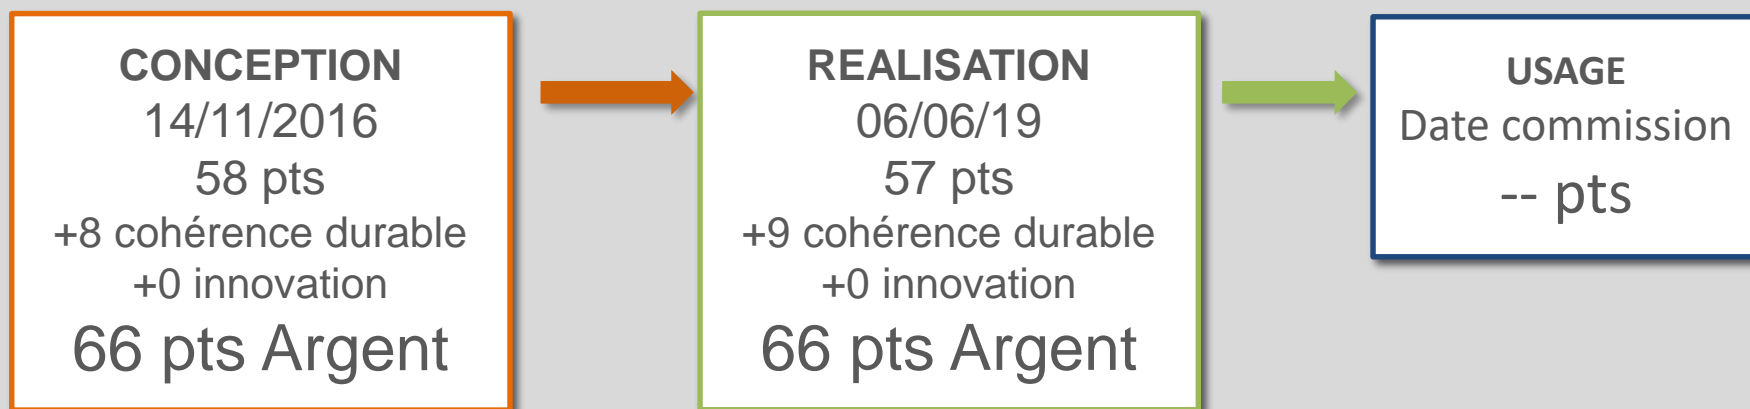 CONCEPTION
14/11/2016
58 pts
+8 cohérence durable
+0 innovation
66 pts Argent
REALISATION
06/06/19
57 pts
+9 cohérence durable
+0 innovation
66 pts Argent
USAGE
Date commission
-- pts